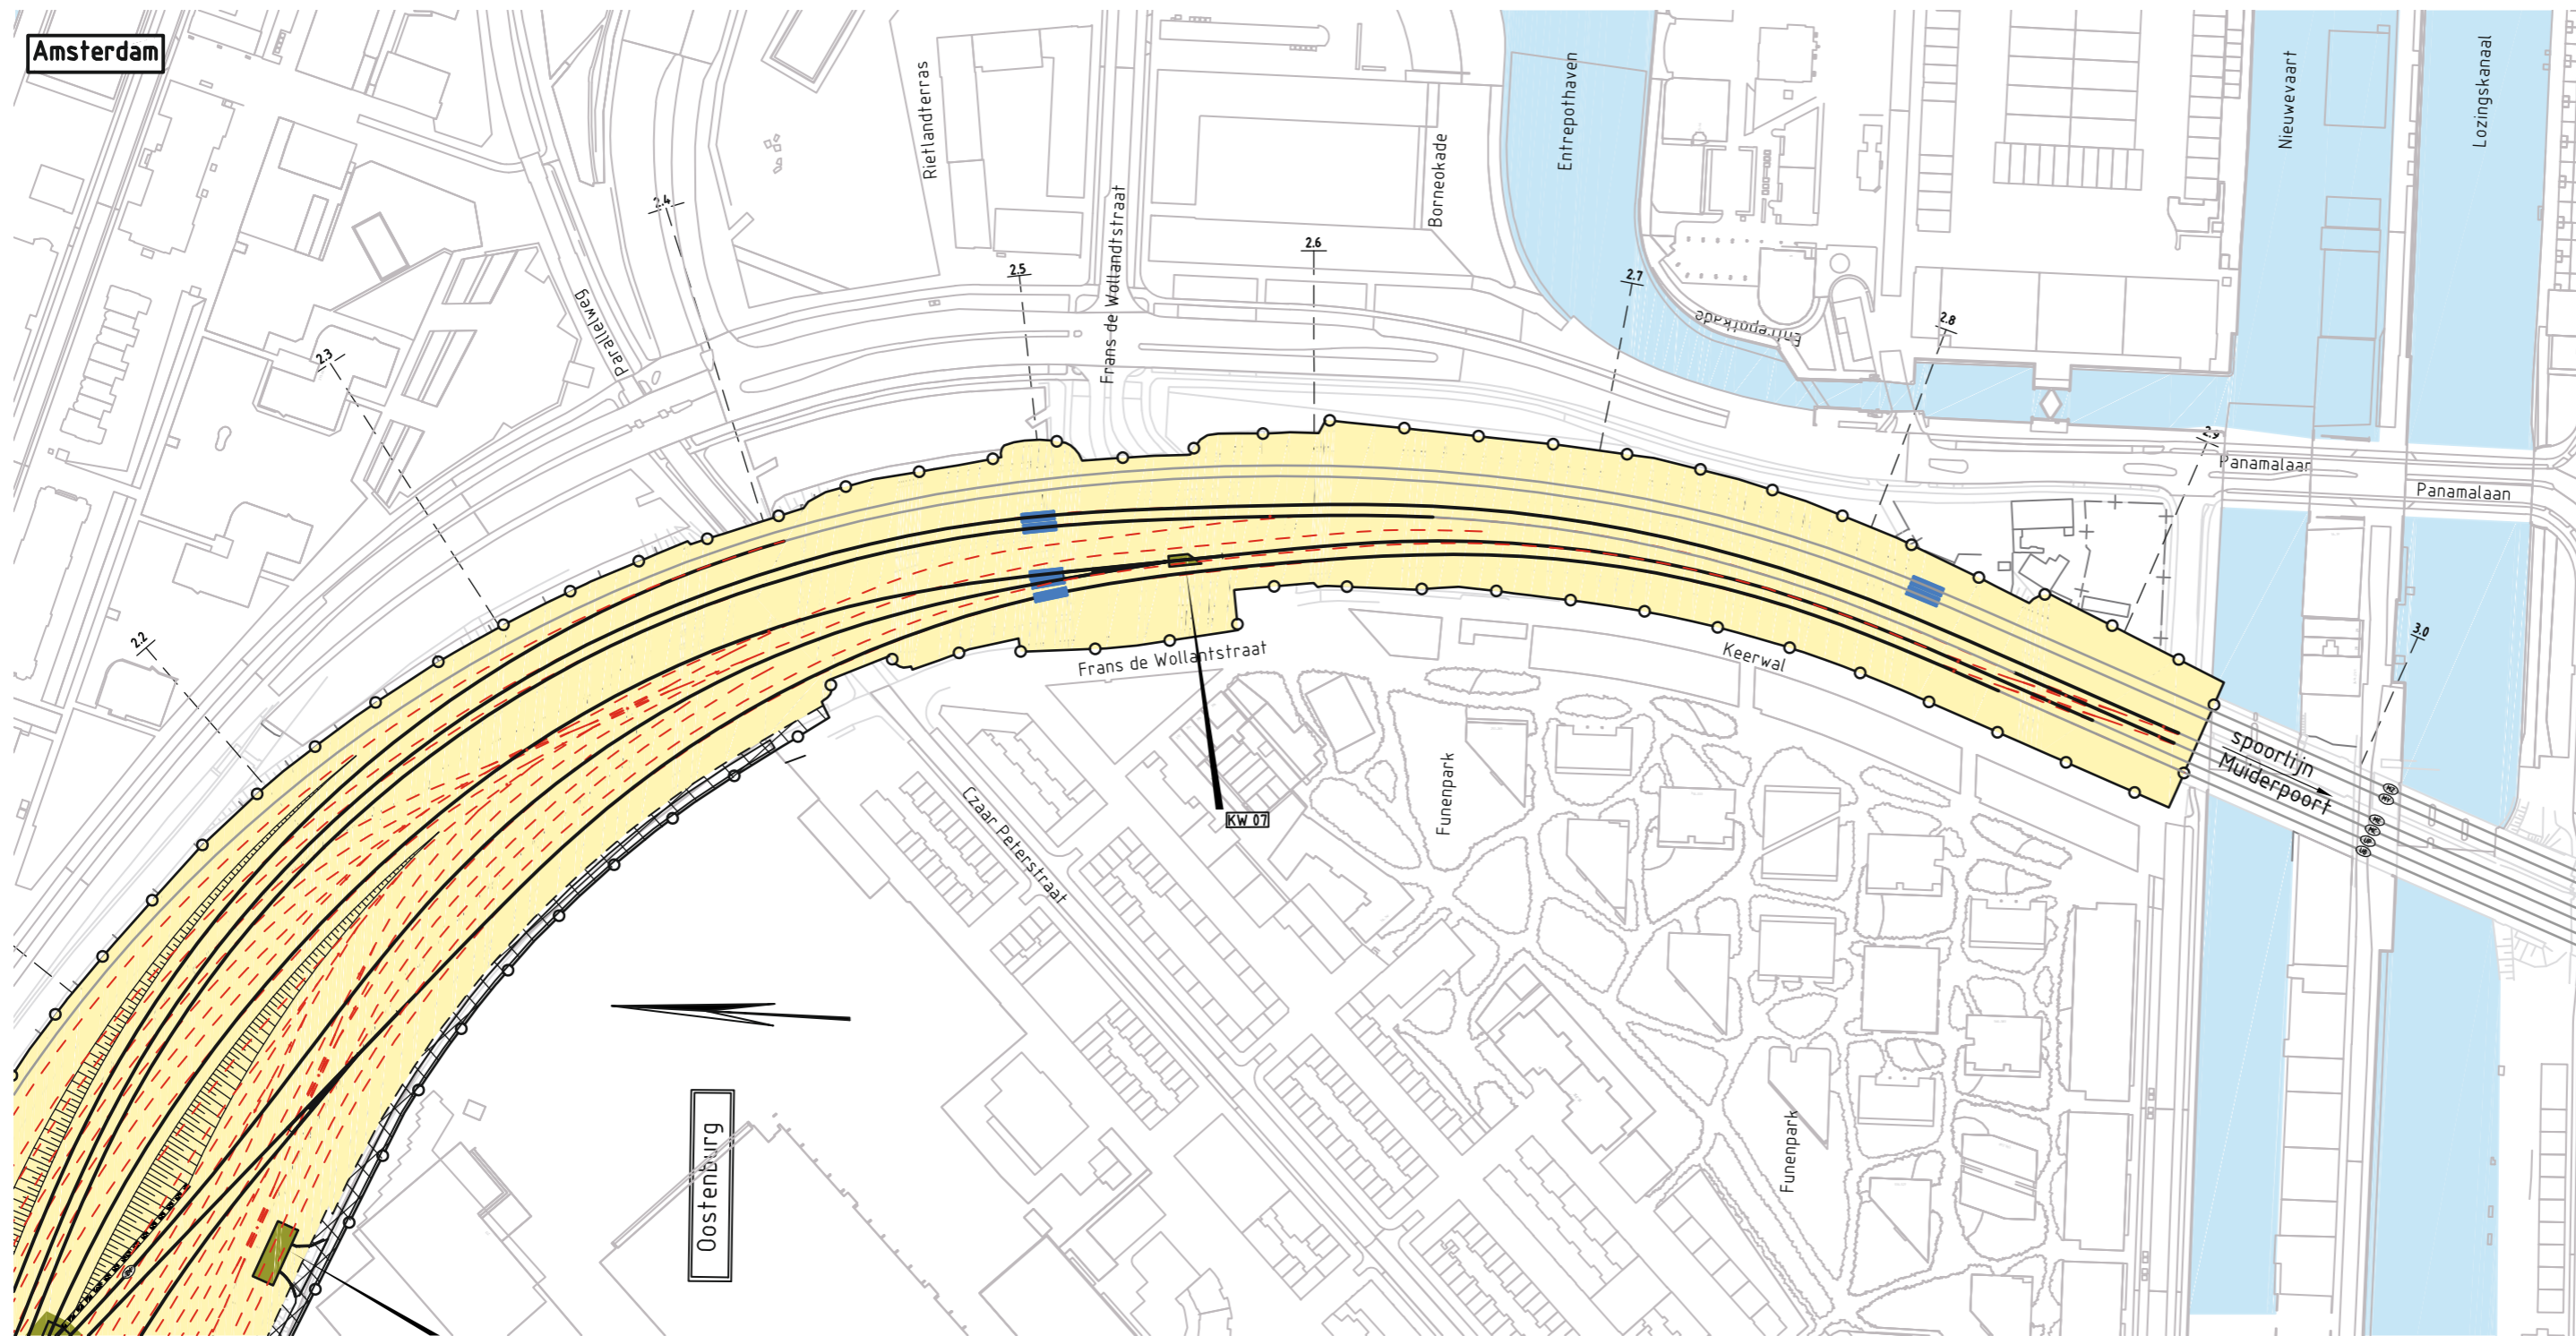 Amsterdam
Rietlandterras
Frans de Wollandtstraat
Borneokade
Entrepothaven
Entrepotkade
Nieuwevaart
Lozingskanaal
Parallelweg
2.2
2.3
2.4
2.5
2.6
2.7
2.8
2.9
3.0
Panamalaan
Panamalaan
Frans de Wollantstraat
Keerwal
spoorlijn
Muiderpoort
KW 07
Czaar Peterstraat
Funenpark
Funenpark
Oostenburg